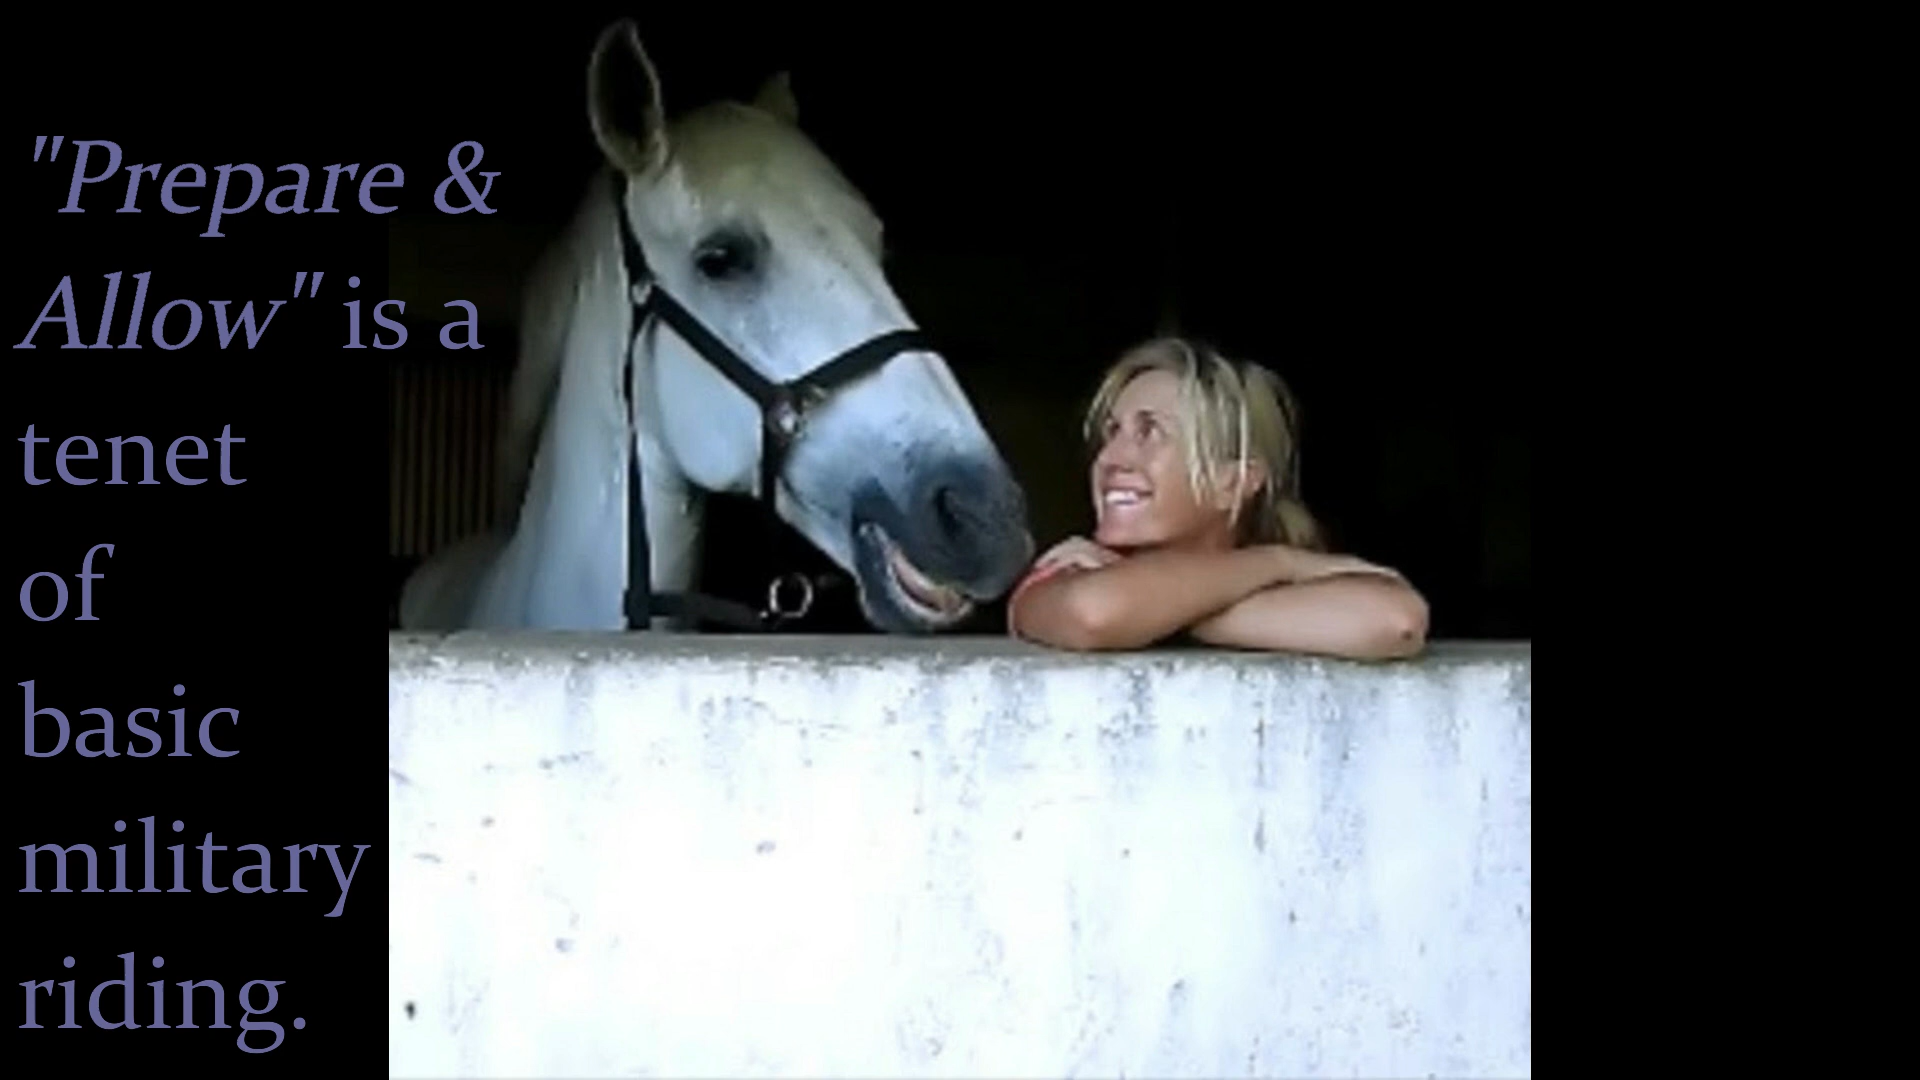 "Prepare &
Allow" is a
tenet
of
basic
military
riding.